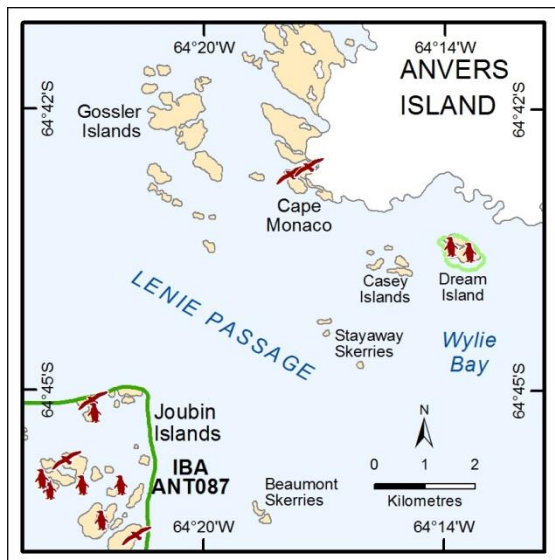 64°20'W
64°14'W
64°42'S
64°42'S
ANVERS
ISLAND
Gossler
Islands
Cape
Monaco
LENIE PASSAGE
Casey
Islands
Dream
Island
Stayaway
Skerries
Wylie
Bay
64°45'S
64°45'S
Joubin
Islands
IBA
ANT087
N
0 1 2
Kilometres
Beaumont
Skerries
64°20'W
64°14'W